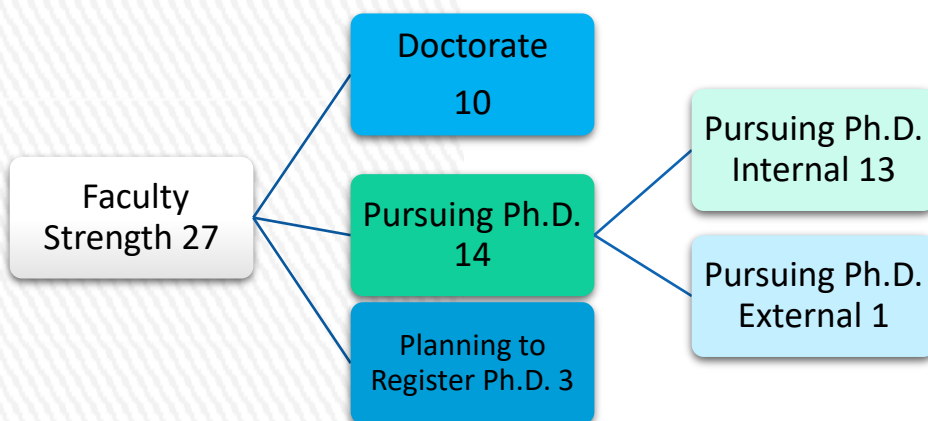 Faculty
Strength 27
Doctorate
10
Pursuing Ph.D.
14
Planning to
Register Ph.D. 3
Pursuing Ph.D.
Internal 13
Pursuing Ph.D.
External 1